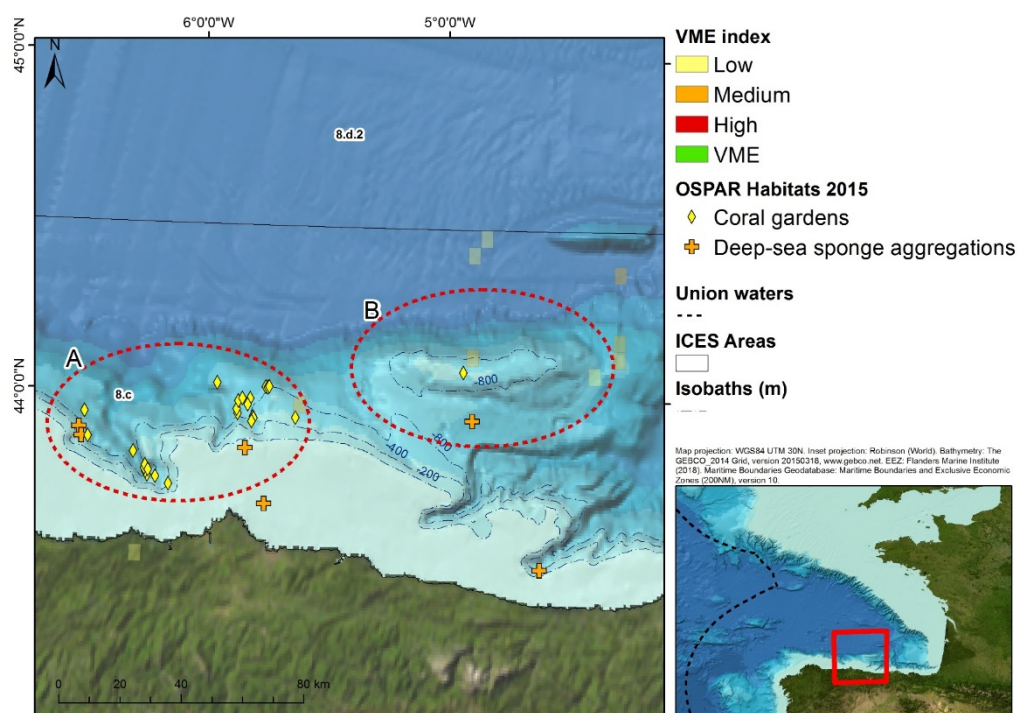 6°0'0"W
5°0'0"W
45°0'0"N
44°0'0"N
N
8.d.2
B
A
8.c
-800
-800
-400
-200
0
20
40
80 km
VME index
Low
Medium
High
VME
OSPAR Habitats 2015
Coral gardens
Deep-sea sponge aggregations
Union waters
ICES Areas
Isobaths (m)
Map projection: WGS84 UTM 30N. Inset projection: Robinson (World). Bathymetry: The
GEBCO_2014 Grid, version 20150318, www.gebco.net. EEZ: Flanders Marine Institute
(2018). Maritime Boundaries Geodatabase: Maritime Boundaries and Exclusive Economic
Zones (200NM), version 10.